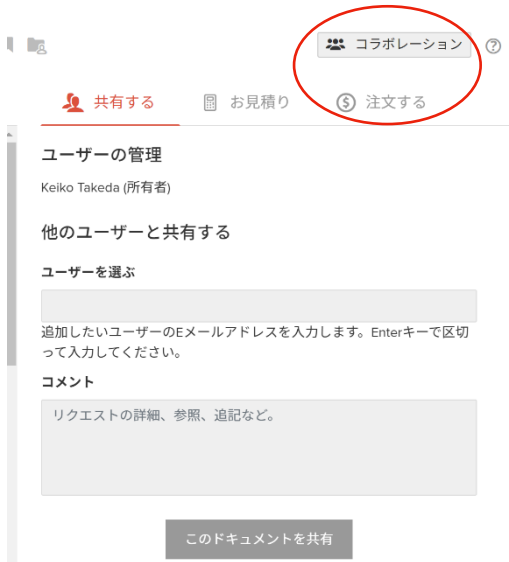 コラボレーション
共有する お見積り 注文する
ユーザーの管理
Keiko Takeda (所有者)
他のユーザーと共有する
ユーザーを選ぶ
追加したいユーザーのEメールアドレスを入力します。Enterキーで区切
って入力してください。
コメント
リクエストの詳細、参照、追記など。
このドキュメントを共有